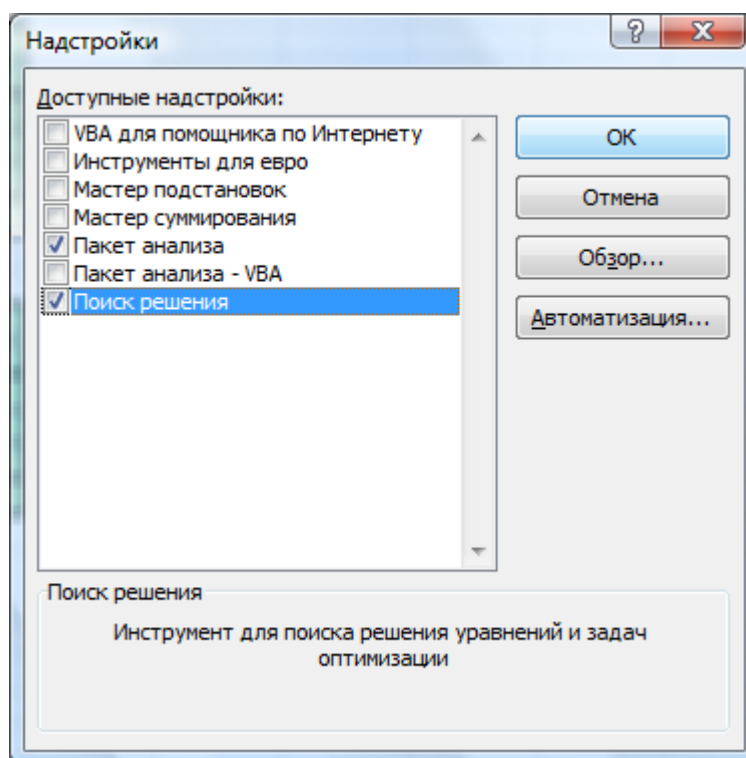 Надстройки
Доступные надстройки:
VBA для помощника по Интернету
Инструменты для евро
Мастер подстановок
Мастер суммирования
Пакет анализа
Пакет анализа - VBA
Поиск решения
ОК
Отмена
Обзор...
Автоматизация...
Поиск решения
Инструмент для поиска решения уравнений и задач
оптимизации